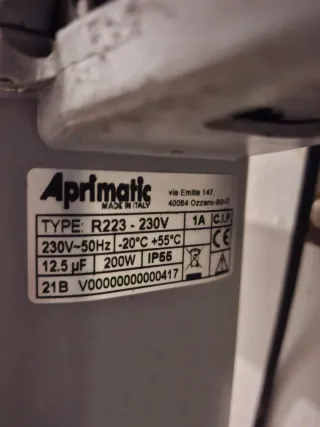 Aprimatic
MADE IN ITALY
via Emilia 147,
40064 Ozzano-BO-IT
TYPE: R223 - 230V 1A C.I.F.
230V~50Hz -20°C +55°C CE
12.5 µF 200W IP55
21B V00000000000417